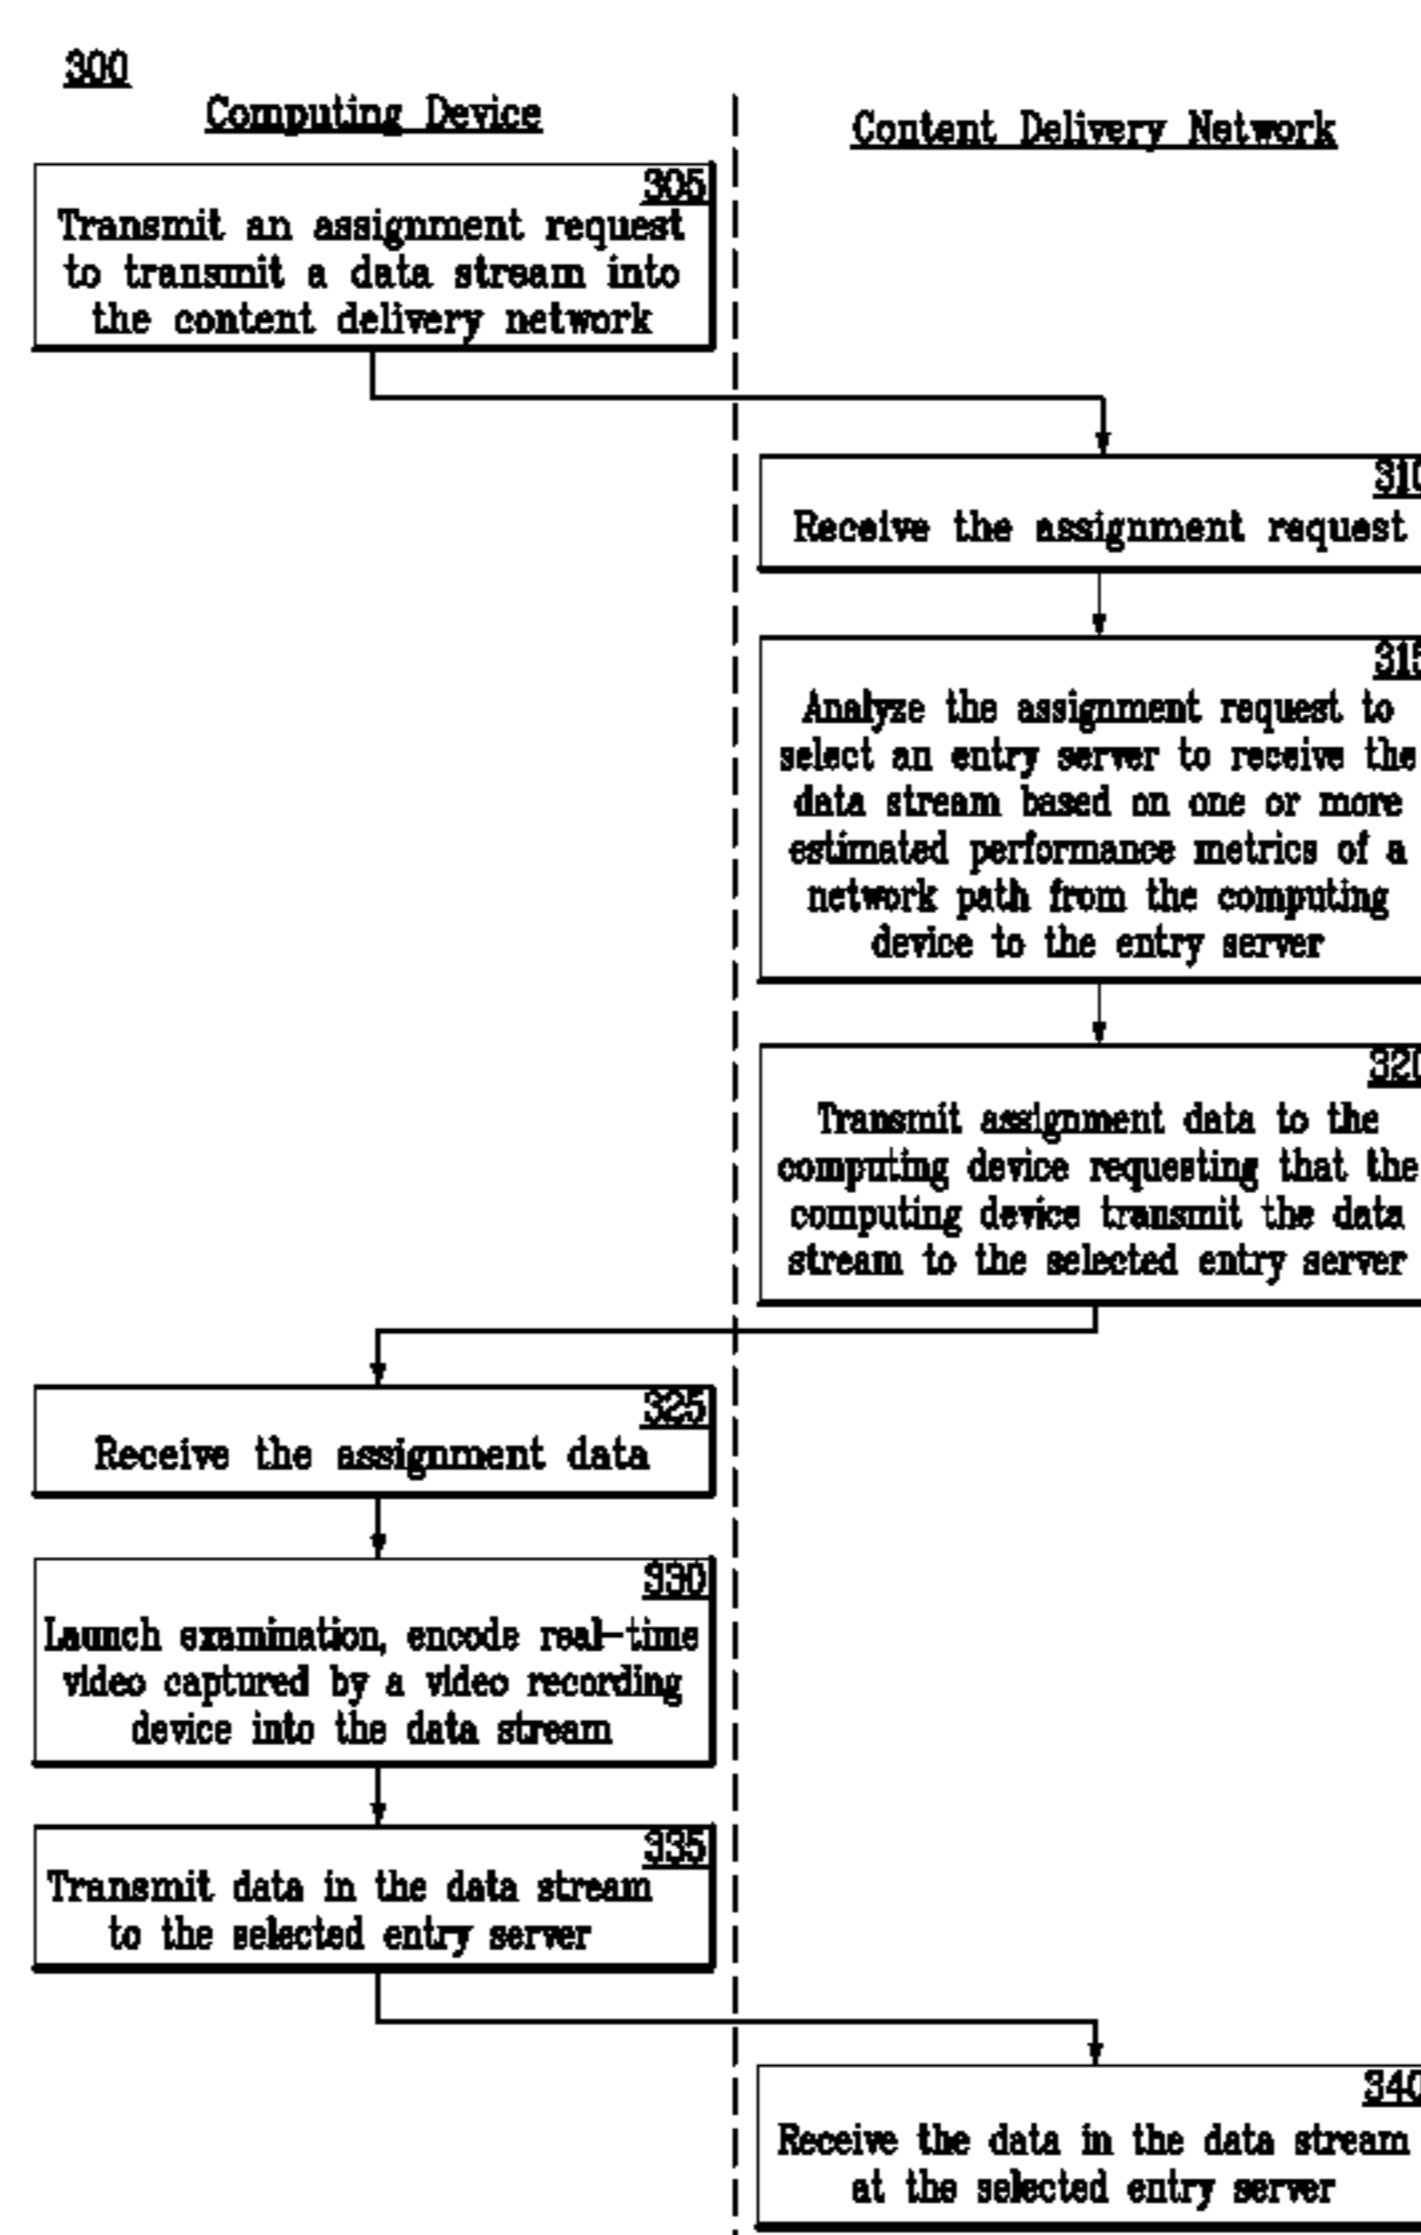 300
Computing Device
Content Delivery Network
305
Transmit an assignment request
to transmit a data stream into
the content delivery network
310
Receive the assignment request
315
Analyze the assignment request to
select an entry server to receive the
data stream based on one or more
estimated performance metrics of a
network path from the computing
device to the entry server
320
Transmit assignment data to the
computing device requesting that the
computing device transmit the data
stream to the selected entry server
325
Receive the assignment data
330
Launch examination, encode real-time
video captured by a video recording
device into the data stream
335
Transmit data in the data stream
to the selected entry server
340
Receive the data in the data stream
at the selected entry server